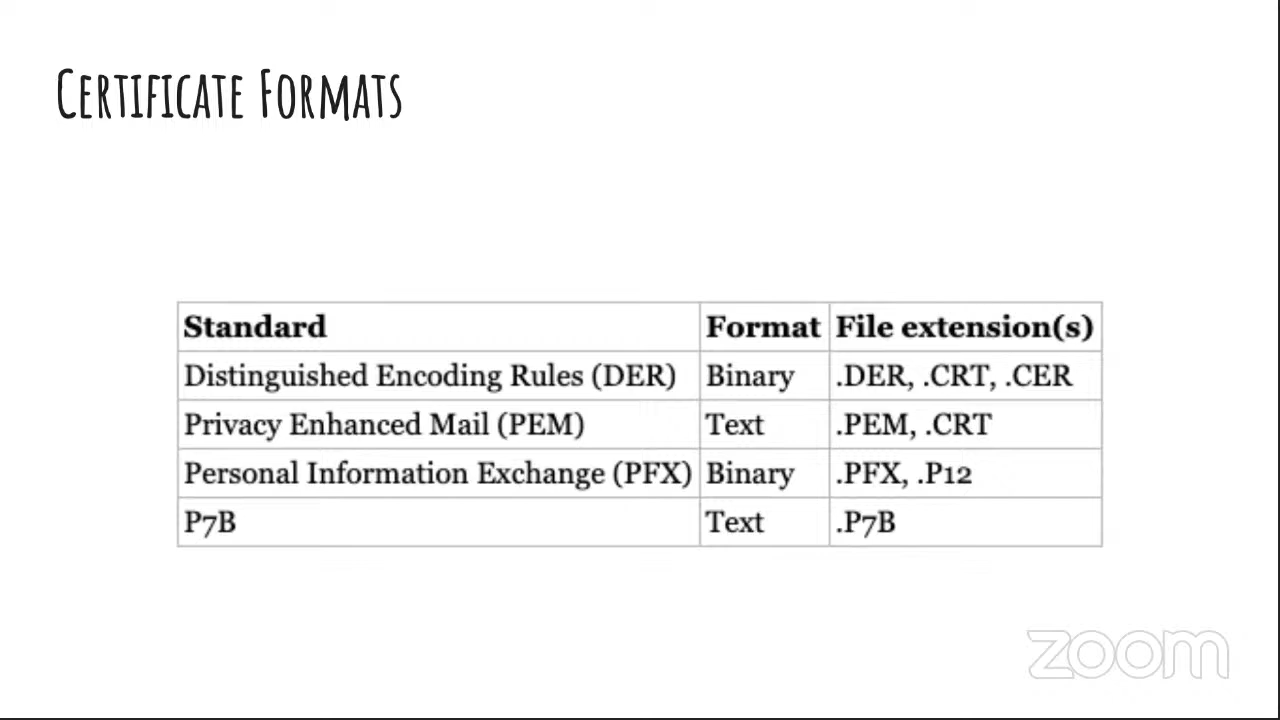 Certificate Formats
Standard Format File extension(s)
Distinguished Encoding Rules (DER) Binary .DER, .CRT, .CER
Privacy Enhanced Mail (PEM) Text .PEM, .CRT
Personal Information Exchange (PFX) Binary .PFX, .P12
P7B Text .P7B
zoom